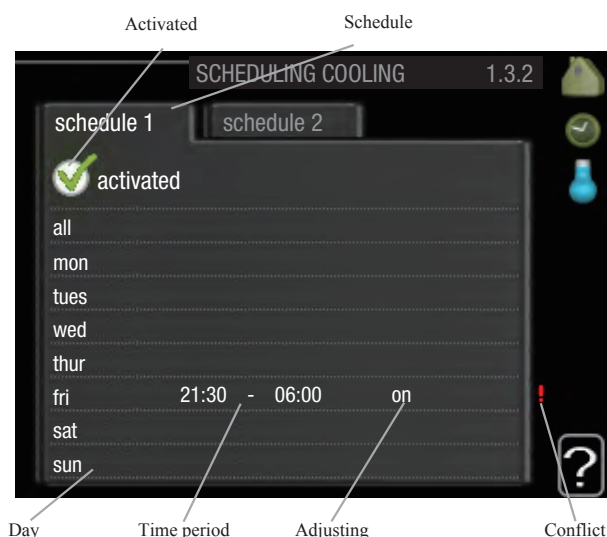 Activated Schedule
SCHEDULING COOLING 1.3.2
schedule 1 schedule 2
activated
all
mon
tues
wed
thur
fri 21:30 - 06:00 on !
sat
sun
?
Day Time period Adjusting Conflict